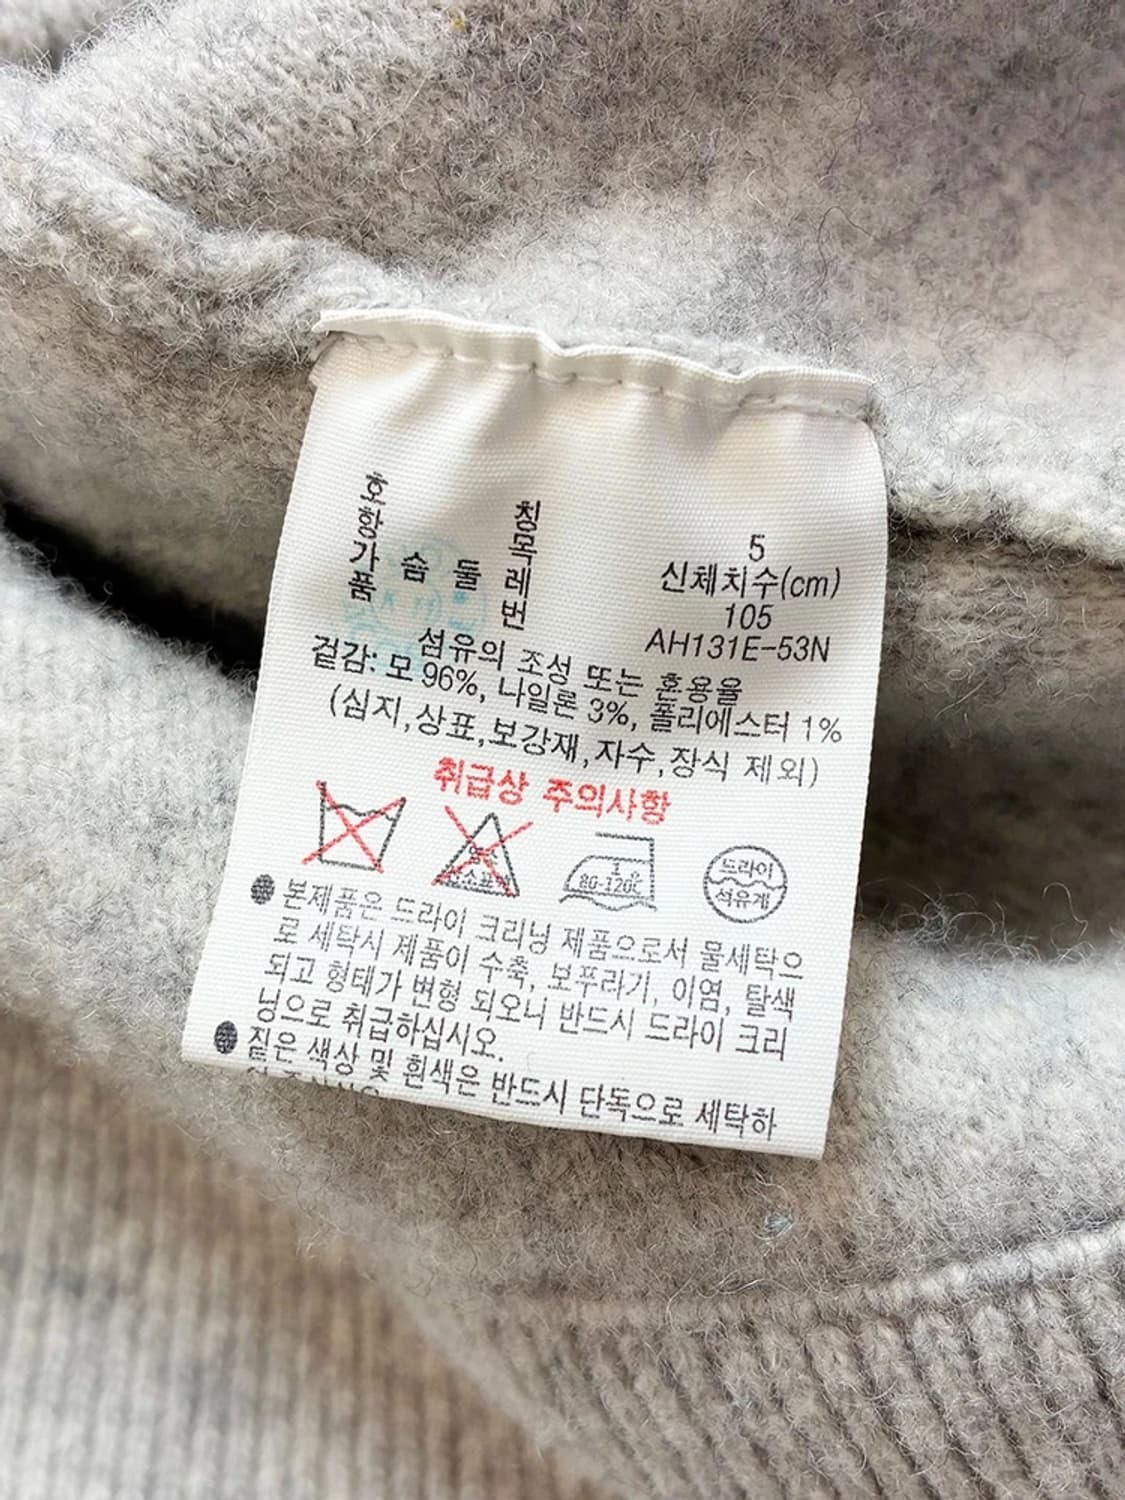 호칭 5
항목 신체치수(cm)
가슴둘레 105
품번 AH131E-53N
섬유의 조성 또는 혼용율
겉감: 모 96%, 나일론 3%, 폴리에스터 1%
(심지,상표,보강재,자수,장식 제외)
취급상 주의사항
80-120℃
드라이
석유계
●본제품은 드라이 크리닝 제품으로서 물세탁으
로 세탁시 제품이 수축, 보푸라기, 이염, 탈색
되고 형태가 변형 되오니 반드시 드라이 크리
닝으로 취급하십시오.
●짙은 색상 및 흰색은 반드시 단독으로 세탁하